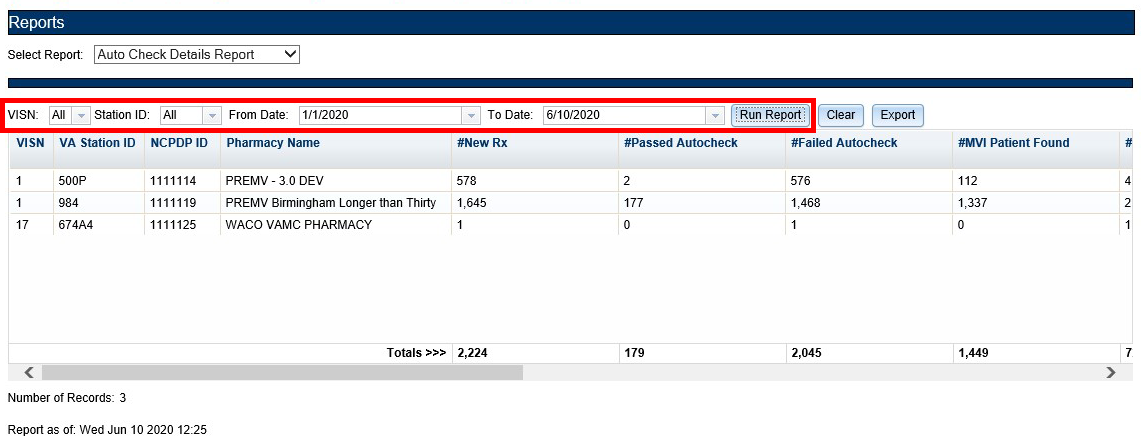 Reports
Select Report: Auto Check Details Report
VISN: All Station ID: All From Date: 1/1/2020 To Date: 6/10/2020 Run Report Clear Export
VISN VA Station ID NCPDP ID Pharmacy Name #New Rx #Passed Autocheck #Failed Autocheck #MVI Patient Found #
1 500P 1111114 PREMV - 3.0 DEV 578 2 576 112 4
1 984 1111119 PREMV Birmingham Longer than Thirty 1,645 177 1,468 1,337 2
17 674A4 1111125 WACO VAMC PHARMACY 1 0 1 0 1
Totals >>> 2,224 179 2,045 1,449 7
Number of Records: 3
Report as of: Wed Jun 10 2020 12:25